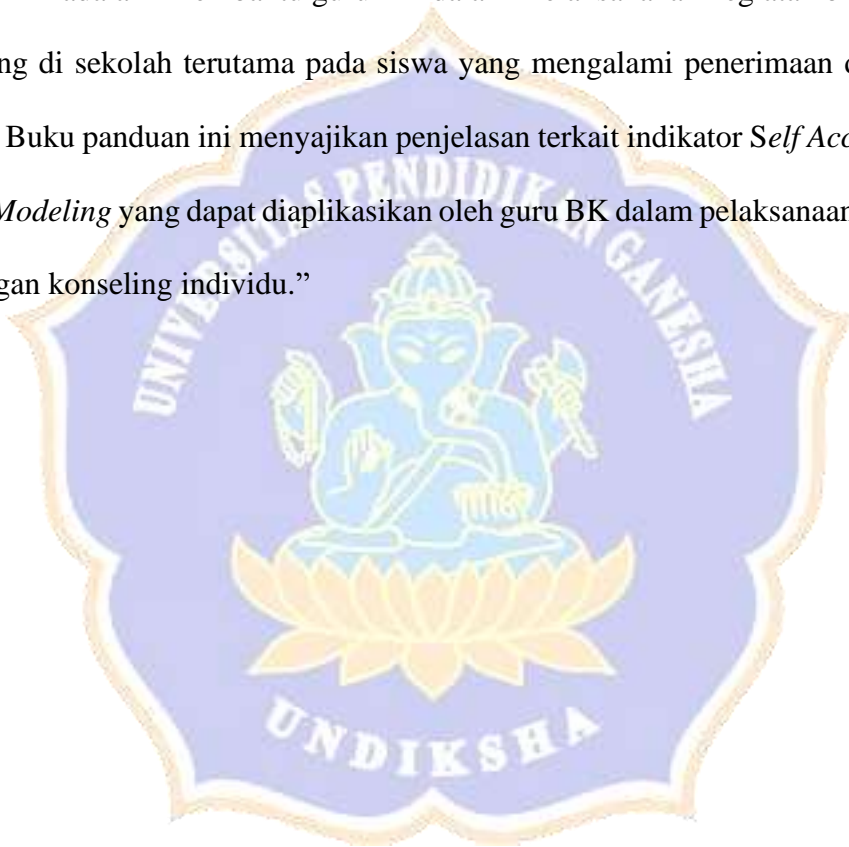 ng di sekolah terutama pada siswa yang mengalami penerimaan
Buku panduan ini menyajikan penjelasan terkait indikator Self
Modeling yang dapat diaplikasikan oleh guru BK dalam pelaksanaan
gan konseling individu.”
UNIVERSITAS PENDIDIKAN GANESHA
UNDIKSHA